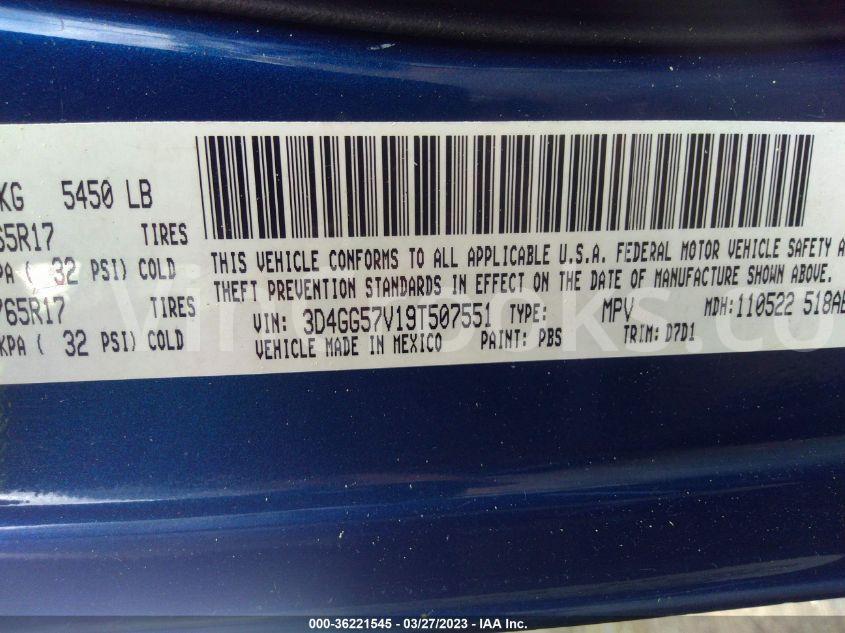 KG 5450 LB
65R17 TIRES
PA ( 32 PSI) COLD
765R17 TIRES
KPA ( 32 PSI) COLD
THIS VEHICLE CONFORMS TO ALL APPLICABLE U.S.A. FEDERAL MOTOR VEHICLE SAFETY A
THEFT PREVENTION STANDARDS IN EFFECT ON THE DATE OF MANUFACTURE SHOWN ABOVE.
VIN: 3D4GG57V19T507551 TYPE: MPV MDH:110522 518AE
VEHICLE MADE IN MEXICO PAINT: PBS TRIM: D7D1
000-36221545 - 03/27/2023 - IAA Inc.